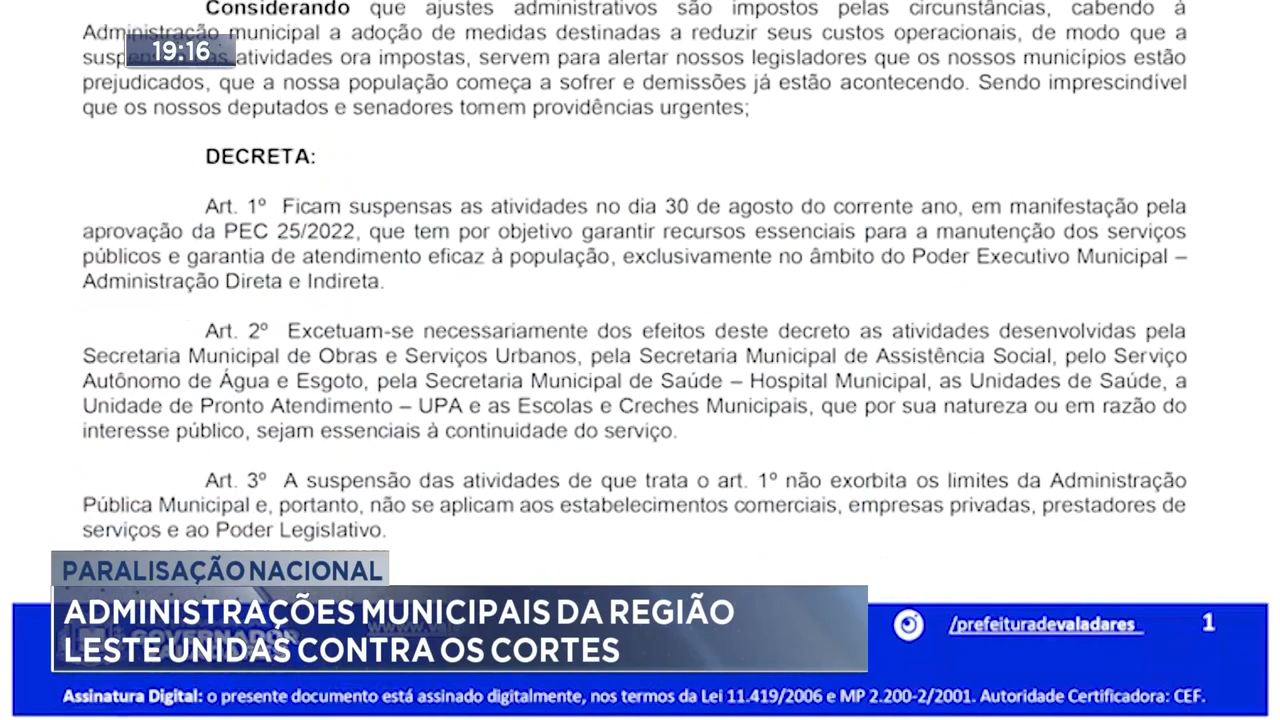 Considerando que ajustes administrativos são impostos pelas circunstâncias, cabendo à
Administração municipal a adoção de medidas destinadas a reduzir seus custos operacionais, de modo que a
19:16
atividades ora impostas, servem para alertar nossos legisladores que os nossos municípios estão
prejudicados, que a nossa população começa a sofrer e demissões já estão acontecendo. Sendo imprescindível
que os nossos deputados e senadores tomem providências urgentes;
DECRETA:
Art. 1º Ficam suspensas as atividades no dia 30 de agosto do corrente ano, em manifestação pela
aprovação da PEC 25/2022, que tem por objetivo garantir recursos essenciais para a manutenção dos serviços
públicos e garantia de atendimento eficaz à população, exclusivamente no âmbito do Poder Executivo Municipal –
Administração Direta e Indireta.
Art. 2º Excetuam-se necessariamente dos efeitos deste decreto as atividades desenvolvidas pela
Secretaria Municipal de Obras e Serviços Urbanos, pela Secretaria Municipal de Assistência Social, pelo Serviço
Autônomo de Água e Esgoto, pela Secretaria Municipal de Saúde – Hospital Municipal, as Unidades de Saúde, a
Unidade de Pronto Atendimento – UPA e as Escolas e Creches Municipais, que por sua natureza ou em razão do
interesse público, sejam essenciais à continuidade do serviço.
Art. 3º A suspensão das atividades de que trata o art. 1º não exorbita os limites da Administração
Pública Municipal e, portanto, não se aplicam aos estabelecimentos comerciais, empresas privadas, prestadores de
serviços e ao Poder Legislativo.
PARALISAÇÃO NACIONAL
ADMINISTRAÇÕES MUNICIPAIS DA REGIÃO
LESTE UNIDAS CONTRA OS CORTES
/prefeituradevaladares
1
Assinatura Digital: o presente documento está assinado digitalmente, nos termos da Lei 11.419/2006 e MP 2.200-2/2001. Autoridade Certificadora: CEF.